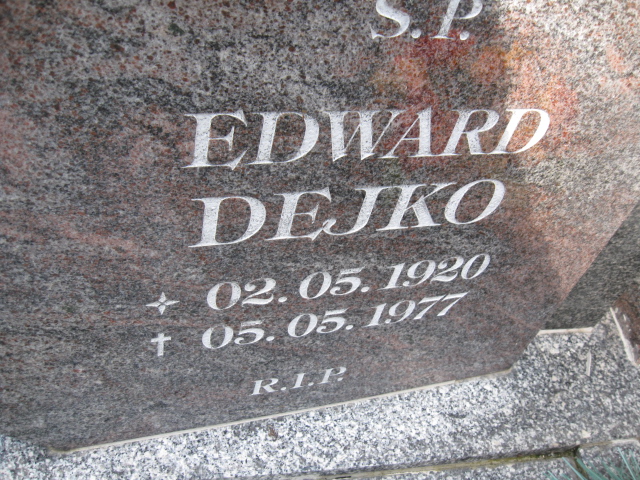 S.P.
EDWARD
DEJKO
02.05.1920
05.05.1977
R.I.P.